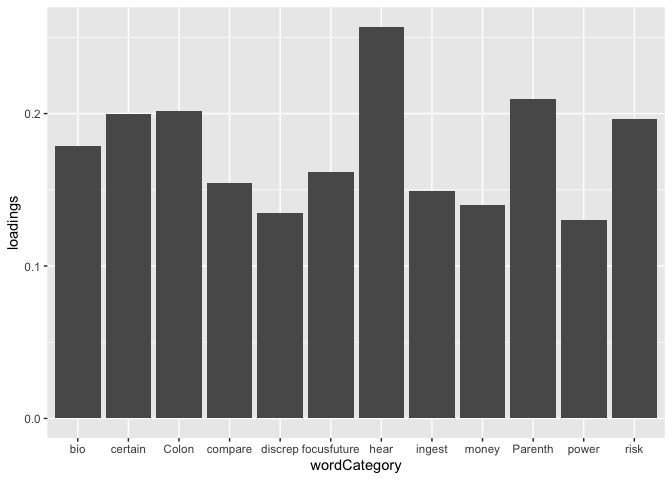 loadings
0.2
0.1
0.0
bio certain Colon compare discrep focusfuture hear ingest money Parenth power risk
wordCategory